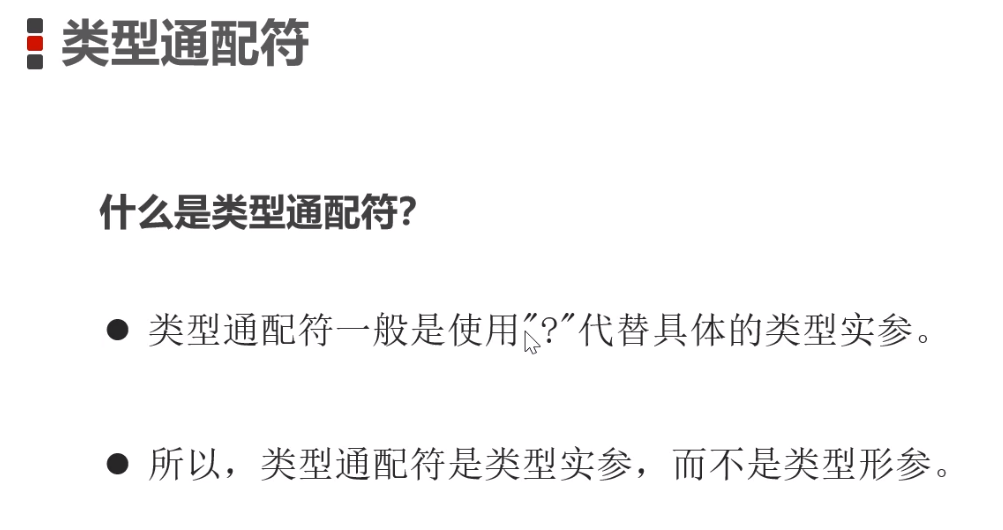 类型通配符
什么是类型通配符？
● 类型通配符一般是使用"?"代替具体的类型实参。
● 所以，类型通配符是类型实参，而不是类型形参。